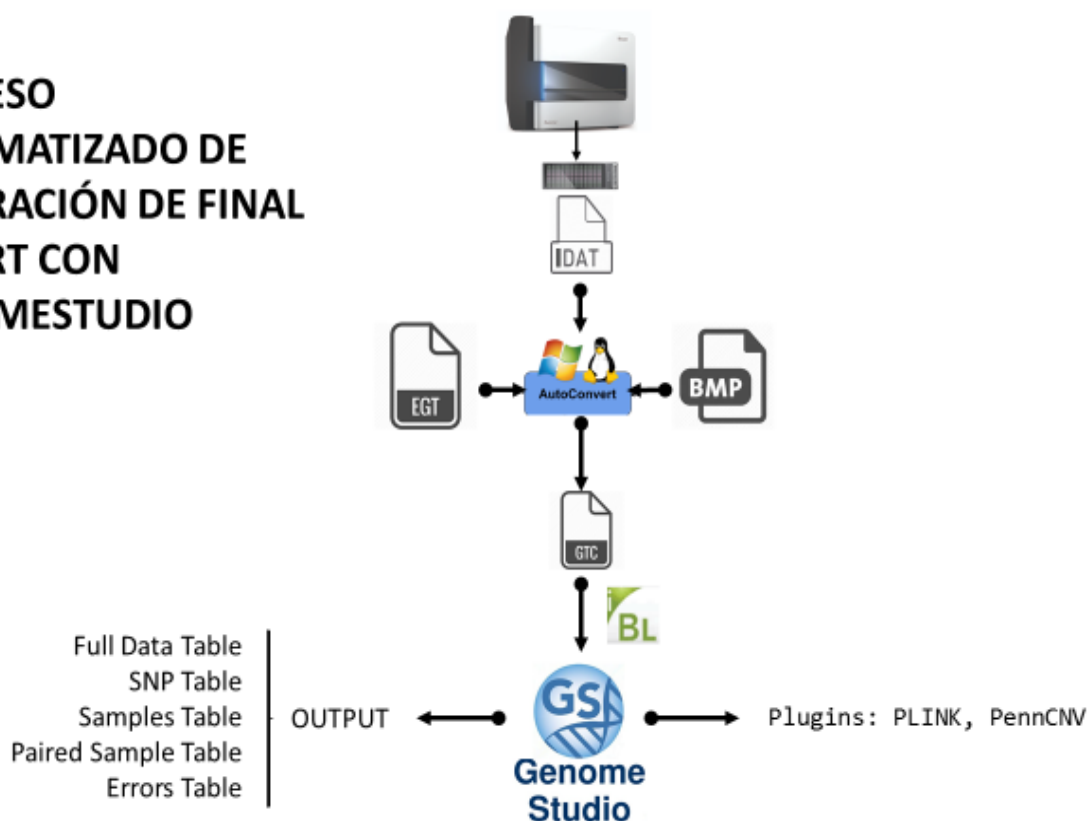 ESO
MATIZADO DE
RACIÓN DE FINAL
RT CON
MESTUDIO
IDAT
EGT
AutoConvert
BMP
GTC
iBL
Full Data Table
SNP Table
Samples Table
Paired Sample Table
Errors Table
OUTPUT
GS
Genome
Studio
Plugins: PLINK, PennCNV